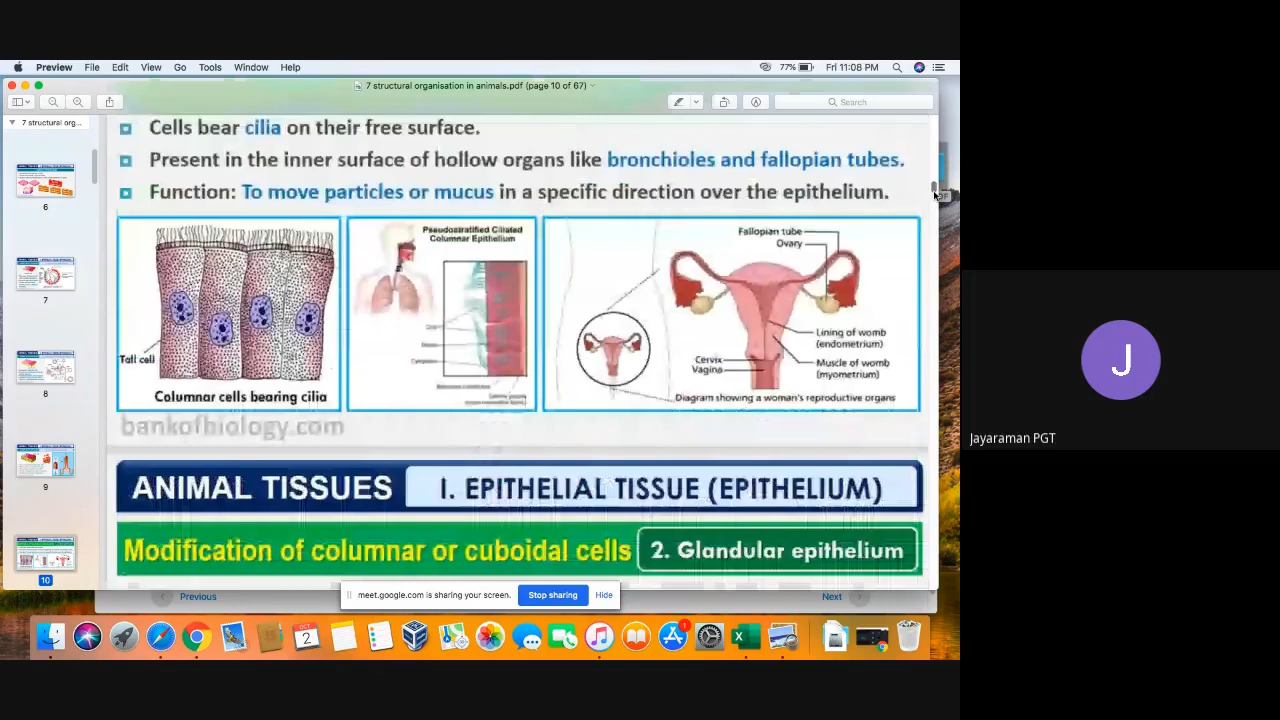 Preview File Edit View Go Tools Window Help
77% Fri 11:08 PM
7 structural organisation in animals.pdf (page 10 of 67)
Search
7 structural org...
6
7
8
9
10
Cells bear cilia on their free surface.
Present in the inner surface of hollow organs like bronchioles and fallopian tubes.
Function: To move particles or mucus in a specific direction over the epithelium.
Tall cell
Columnar cells bearing cilia
Pseudostratified Ciliated
Columnar Epithelium
Fallopian tube
Ovary
Lining of womb
(endometrium)
Cervix
Vagina
Muscle of womb
(myometrium)
Diagram showing a woman's reproductive organs
bankofbiology.com
ANIMAL TISSUES I. EPITHELIAL TISSUE (EPITHELIUM)
Modification of columnar or cuboidal cells 2. Glandular epithelium
meet.google.com is sharing your screen. Stop sharing Hide
Previous Next
OCT
2
1
J
Jayaraman PGT